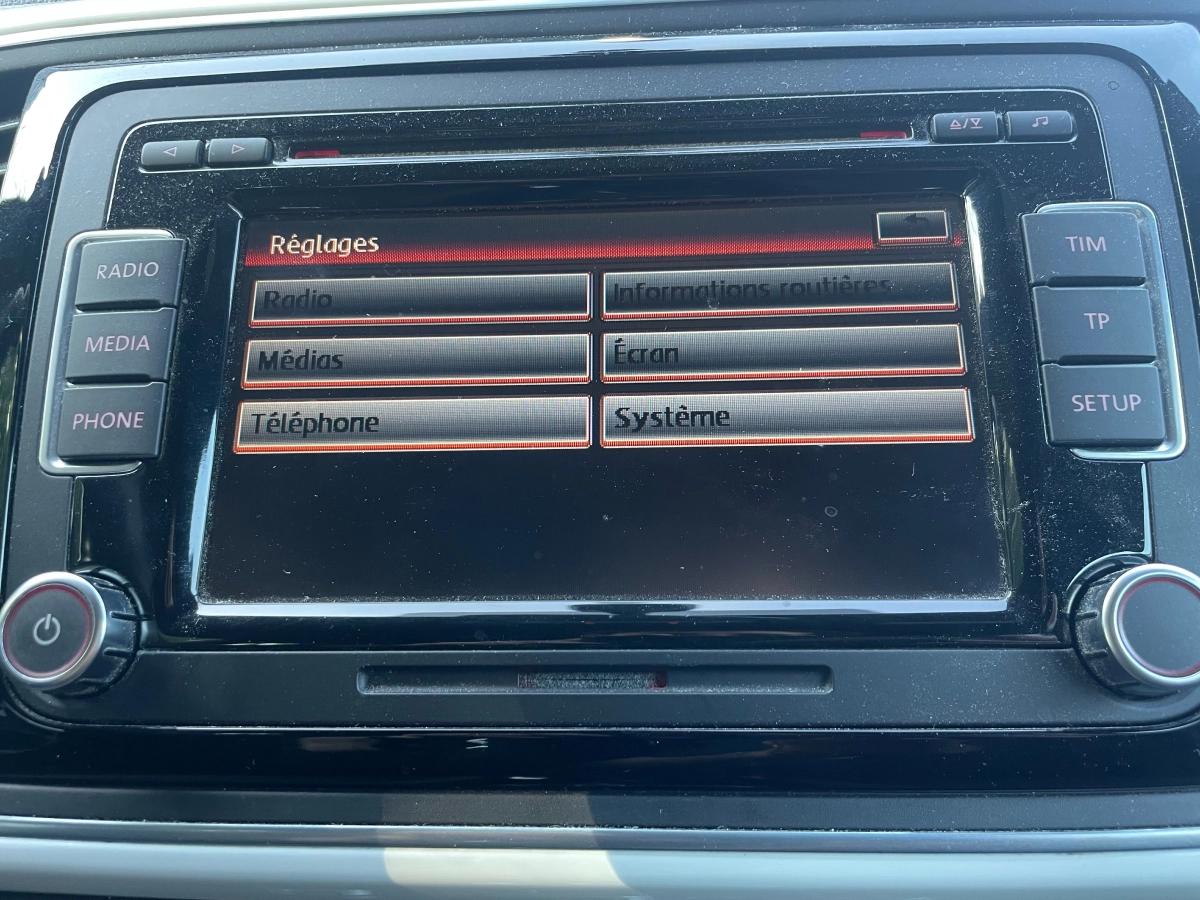 RADIO
MEDIA
PHONE
Réglages
Radio
Informations routières
Médias
Écran
Téléphone
Système
TIM
TP
SETUP